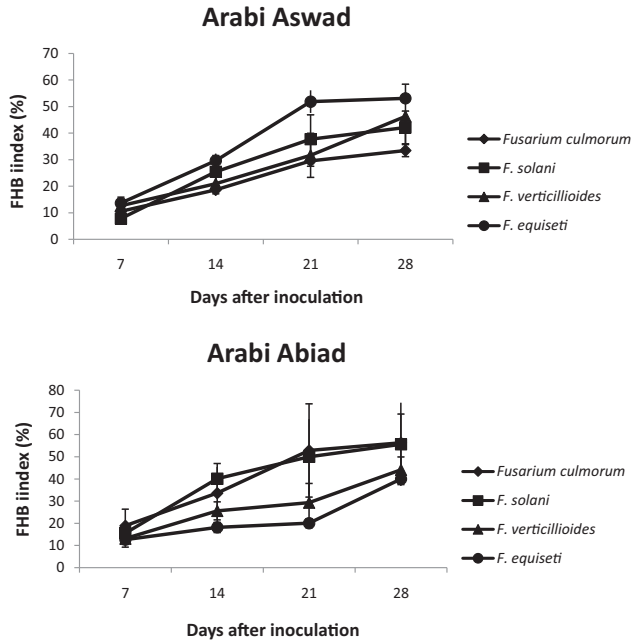 Arabi Aswad
FHB iindex (%)
70
60
50
40
30
20
10
0
7 14 21 28
Days after inoculation
Fusarium culmorum
F. solani
F. verticillioides
F. equiseti
Arabi Abiad
FHB iindex (%)
80
70
60
50
40
30
20
10
0
7 14 21 28
Days after inoculation
Fusarium culmorum
F. solani
F. verticillioides
F. equiseti